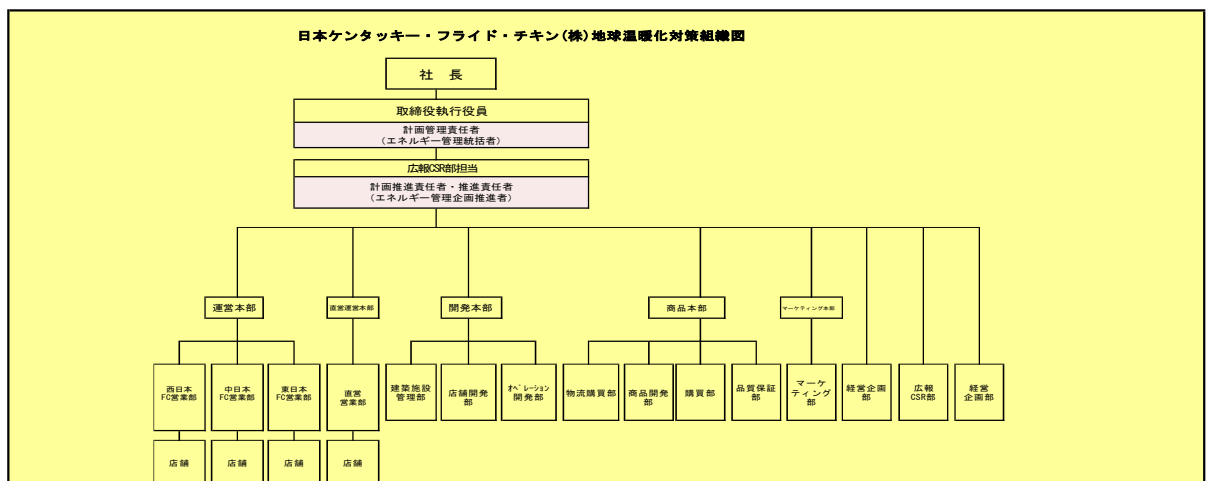 日本ケンタッキー・フライド・チキン(株)地球温暖化対策組織図
社 長
取締役執行役員
計画管理責任者
(エネルギー管理統括者)
広報CSR部担当
計画推進責任者・推進責任者
(エネルギー管理企画推進者)
運営本部
直営運営本部
開発本部
商品本部
マーケティング本部
西日本
FC営業部
中日本
FC営業部
東日本
FC営業部
直営
営業部
建築施設
管理部
店舗開発
部
オペレーション
開発部
物流購買部
商品開発
部
購買部
品質保証
部
マーケ
ティング
部
経営企画
部
広報
CSR部
経営
企画部
店舗
店舗
店舗
店舗